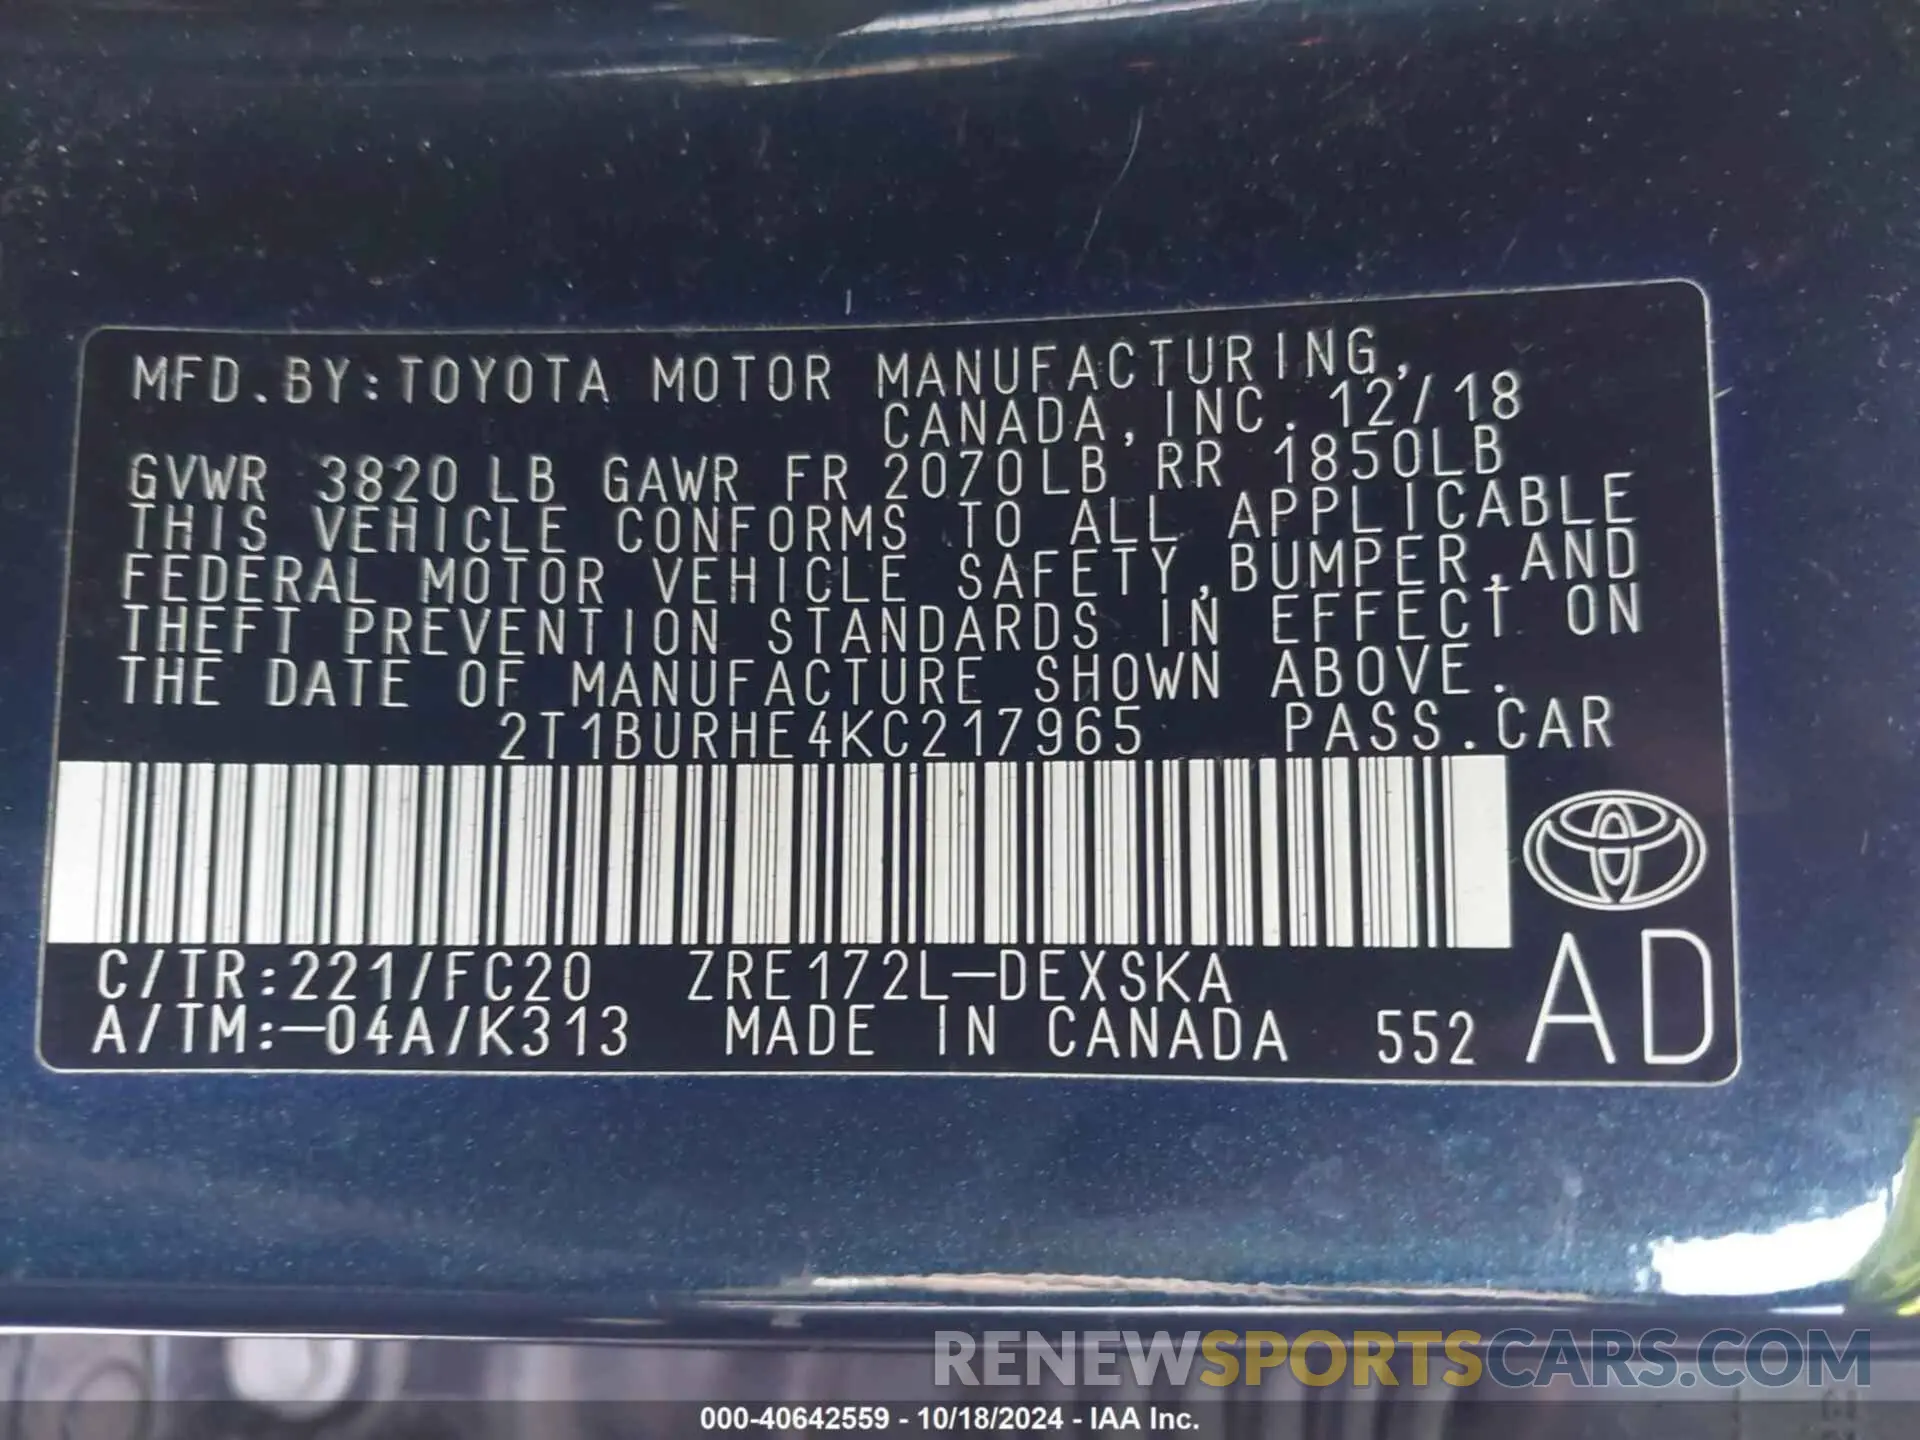 MFD.BY:TOYOTA MOTOR MANUFACTURING,
CANADA,INC. 12/18
GVWR 3820LB GAWR FR 2070LB RR 1850LB
THIS VEHICLE CONFORMS TO ALL APPLICABLE
FEDERAL MOTOR VEHICLE SAFETY,BUMPER,AND
THEFT PREVENTION STANDARDS IN EFFECT ON
THE DATE OF MANUFACTURE SHOWN ABOVE.
2T1BURHE4KC217965 PASS.CAR
C/TR:221/FC20 ZRE172L-DEXSKA
A/TM:-04A/K313 MADE IN CANADA 552 AD
RENEWSPORTSCARS.COM
000-40642559 - 10/18/2024 - IAA Inc.